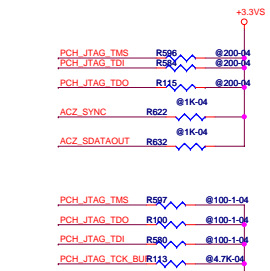 +3.3VS
PCH_JTAG_TMS R596 @200-04
PCH_JTAG_TDI R584 @200-04
PCH_JTAG_TDO R115 @200-04
@1K-04
ACZ_SYNC R622
@1K-04
ACZ_SDATAOUT R632
PCH_JTAG_TMS R597 @100-1-04
PCH_JTAG_TDO R100 @100-1-04
PCH_JTAG_TDI R580 @100-1-04
PCH_JTAG_TCK_BUF R113 @4.7K-04